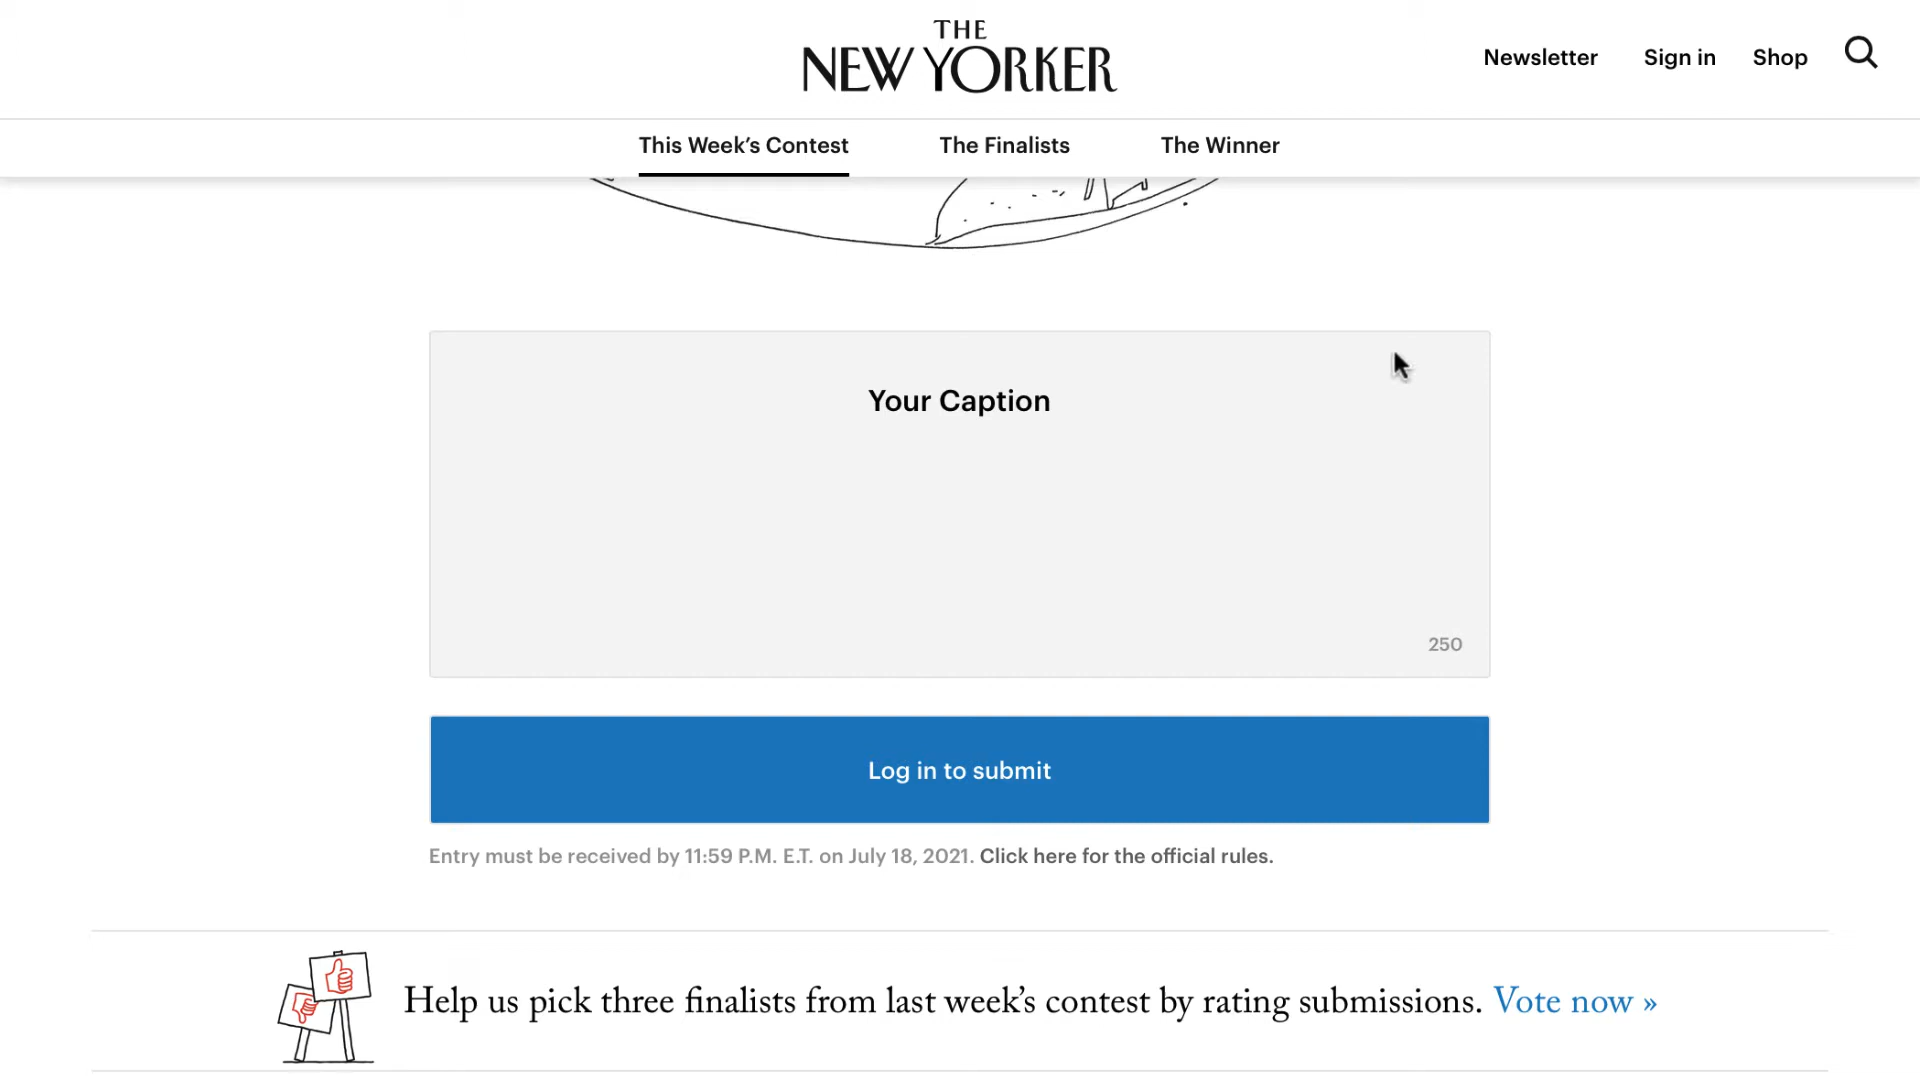 THE
NEW YORKER
Newsletter
Sign in
Shop
This Week’s Contest
The Finalists
The Winner
Your Caption
250
Log in to submit
Entry must be received by 11:59 P.M. E.T. on July 18, 2021. Click here for the official rules.
Help us pick three finalists from last week’s contest by rating submissions. Vote now »